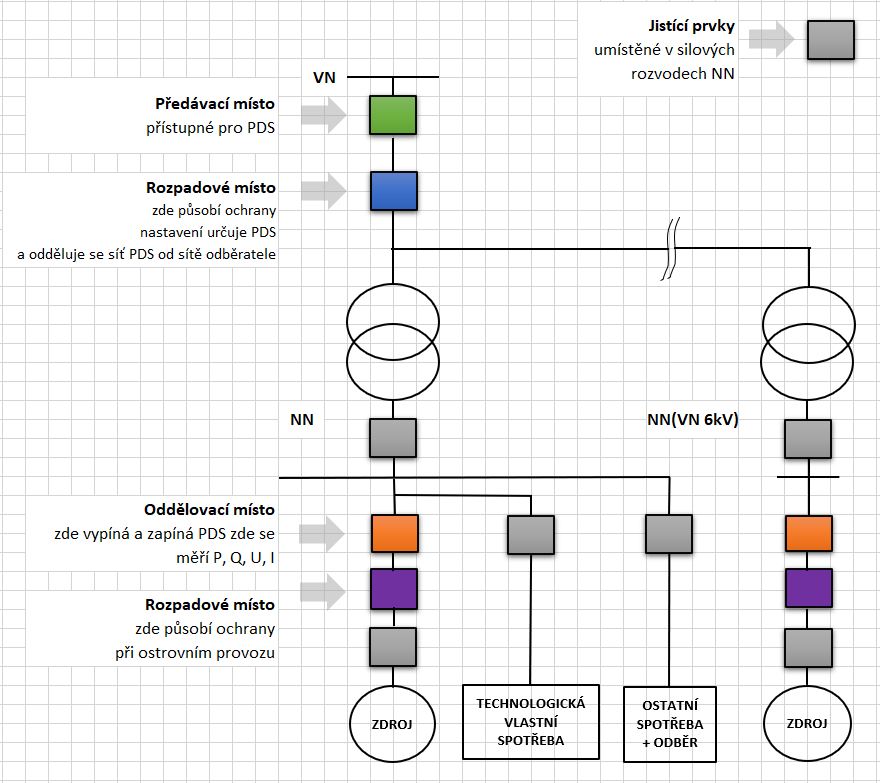 Jistící prvky
umístěné v silových
rozvodech NN
VN
Předávací místo
přístupné pro PDS
Rozpadové místo
zde působí ochrany
nastavení určuje PDS
a odděluje se síť PDS od sítě odběratele
NN
NN(VN 6kV)
Oddělovací místo
zde vypíná a zapíná PDS zde se
měří P, Q, U, I
Rozpadové místo
zde působí ochrany
při ostrovním provozu
ZDROJ
TECHNOLOGICKÁ
VLASTNÍ
SPOTŘEBA
OSTATNÍ
SPOTŘEBA
+ ODBĚR
ZDROJ